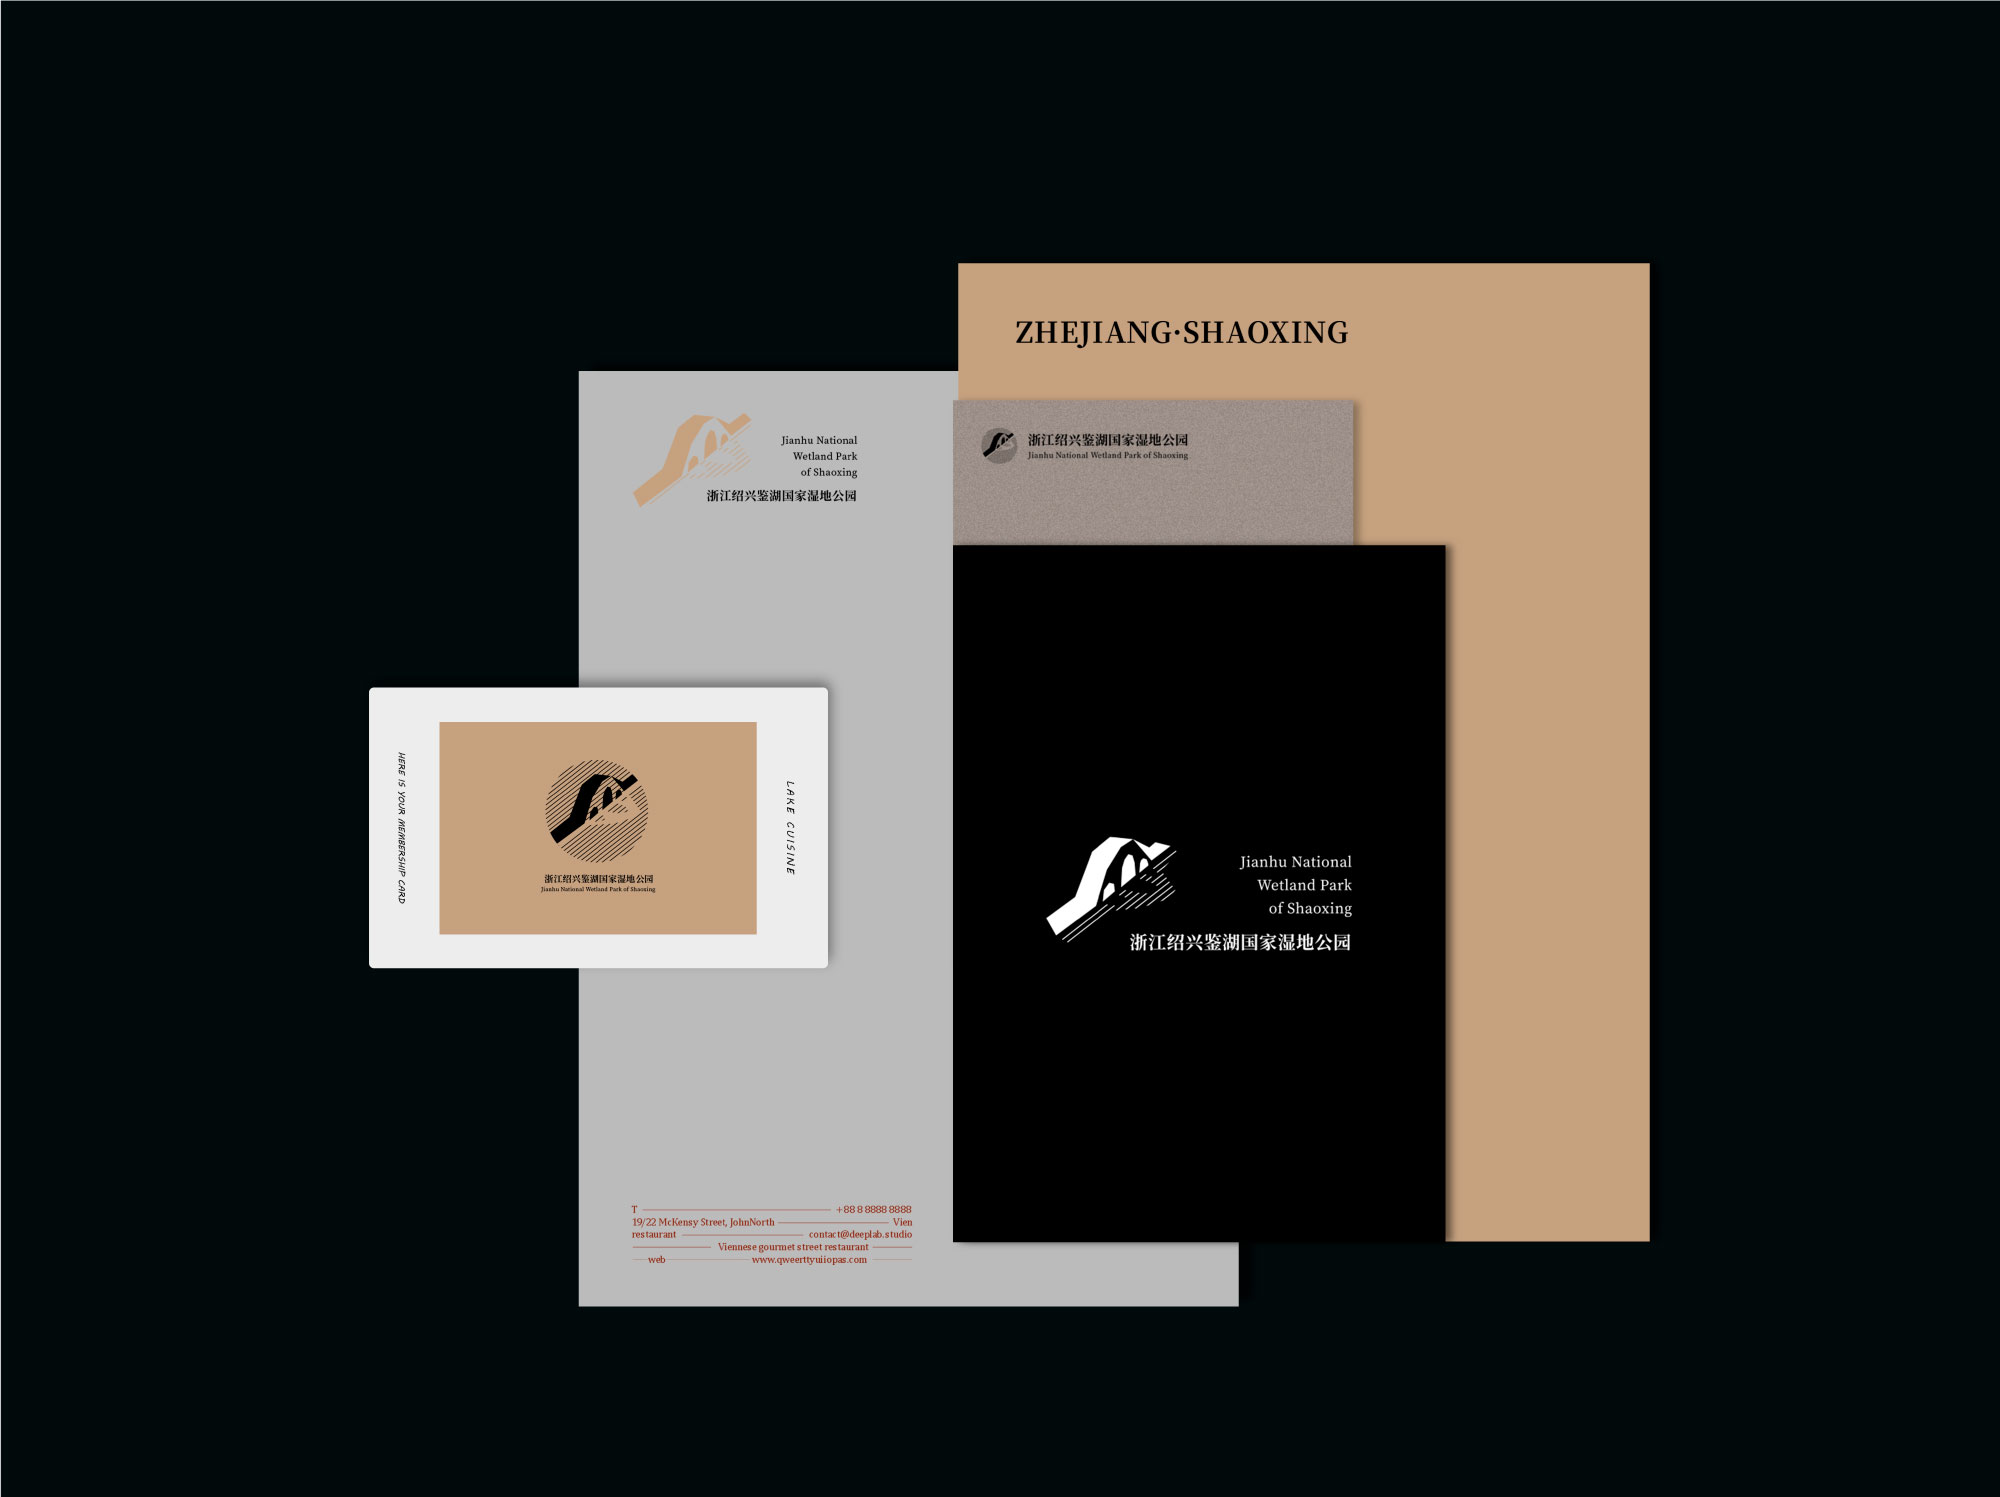 ZHEJIANG·SHAOXING
Jianhu National
Wetland Park
of Shaoxing
浙江绍兴鉴湖国家湿地公园
浙江绍兴鉴湖国家湿地公园
Jianhu National Wetland Park of Shaoxing
HERE IS YOUR MEMBERSHIP CARD
浙江绍兴鉴湖国家湿地公园
Jianhu National Wetland Park of Shaoxing
LAKE CUISINE
Jianhu National
Wetland Park
of Shaoxing
浙江绍兴鉴湖国家湿地公园
T +88 8 8888 8888
19/22 McKensy Street, JohnNorth Vien
restaurant contact@deeplab.studio
Viennese gourmet street restaurant
web www.qweerttyuiiopas.com